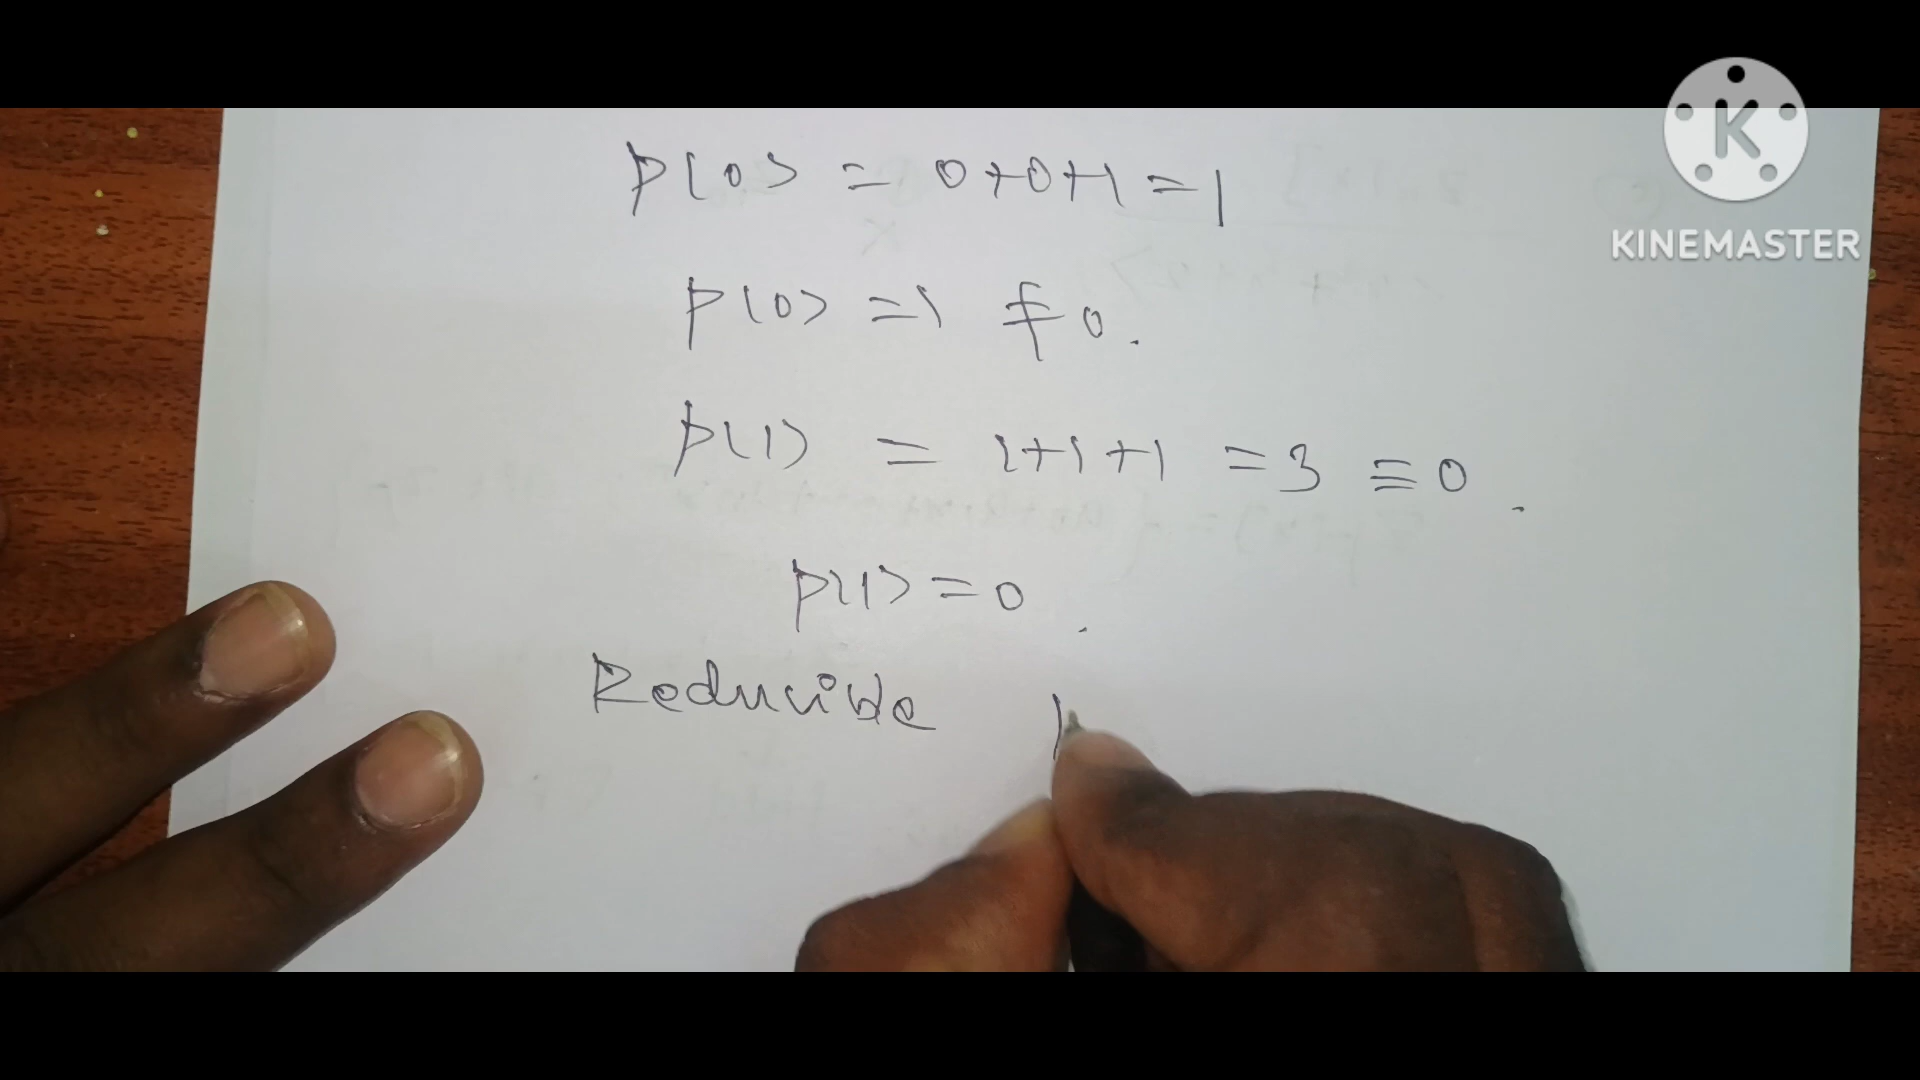 P(0) = 0+0+1 = 1
P(0) = 1 ≠ 0.
P(1) = 1+1+1 = 3 ≡ 0.
P(1) = 0.
Reducible
K
KINEMASTER